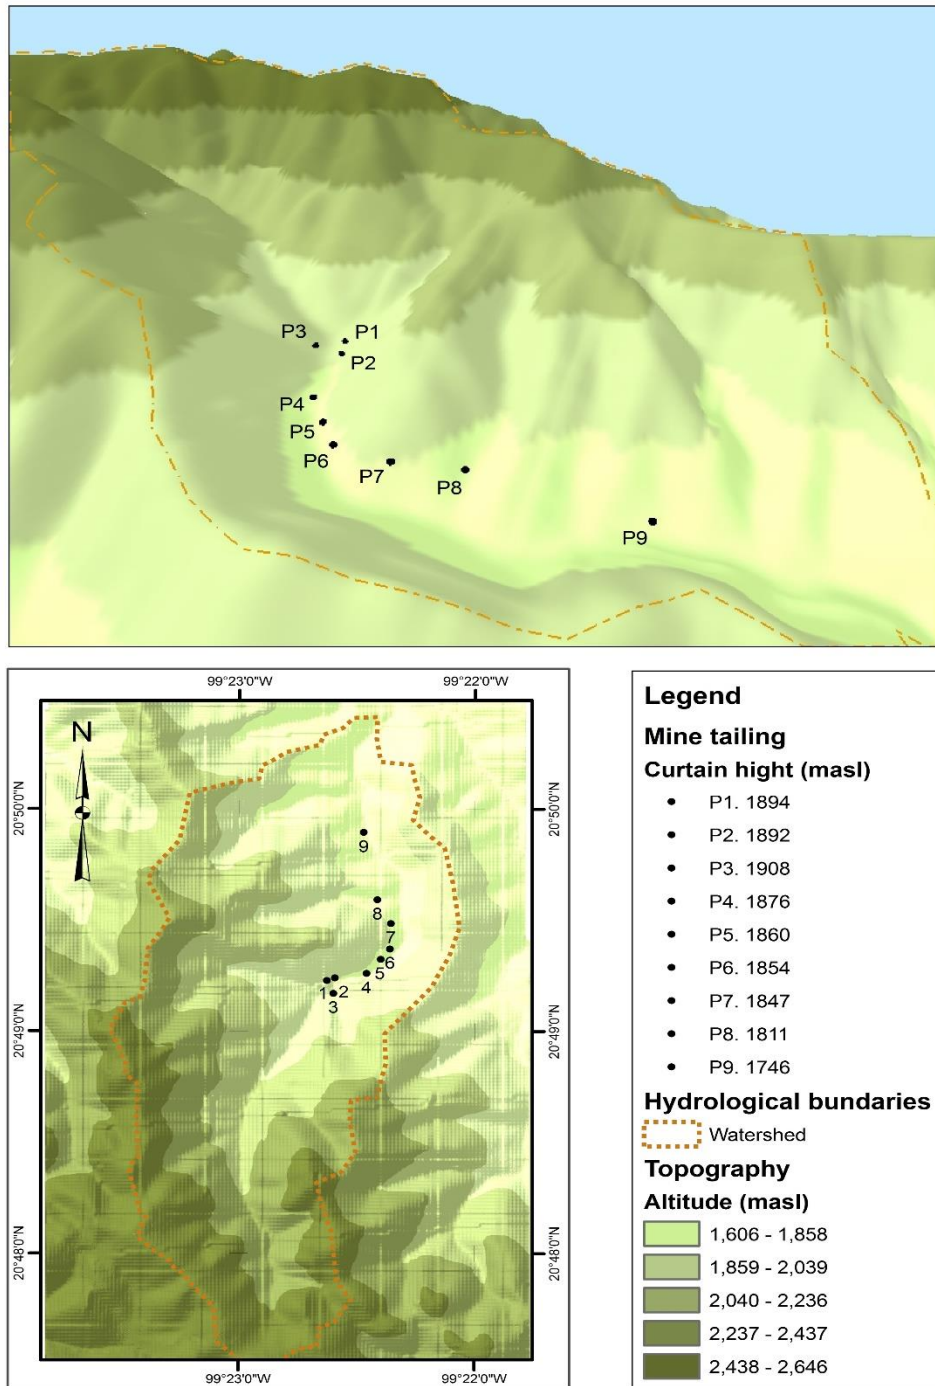 P3
P1
P2
P4
P5
P6
P7
P8
P9
99°23'0"W 99°22'0"W
N
20°50'0"N 20°50'0"N
9
8
7
6
5
4
1 2
3
20°49'0"N 20°49'0"N
20°48'0"N 20°48'0"N
99°23'0"W 99°22'0"W
Legend
Mine tailing
Curtain hight (masl)
P1. 1894
P2. 1892
P3. 1908
P4. 1876
P5. 1860
P6. 1854
P7. 1847
P8. 1811
P9. 1746
Hydrological bundaries
Watershed
Topography
Altitude (masl)
1,606 - 1,858
1,859 - 2,039
2,040 - 2,236
2,237 - 2,437
2,438 - 2,646